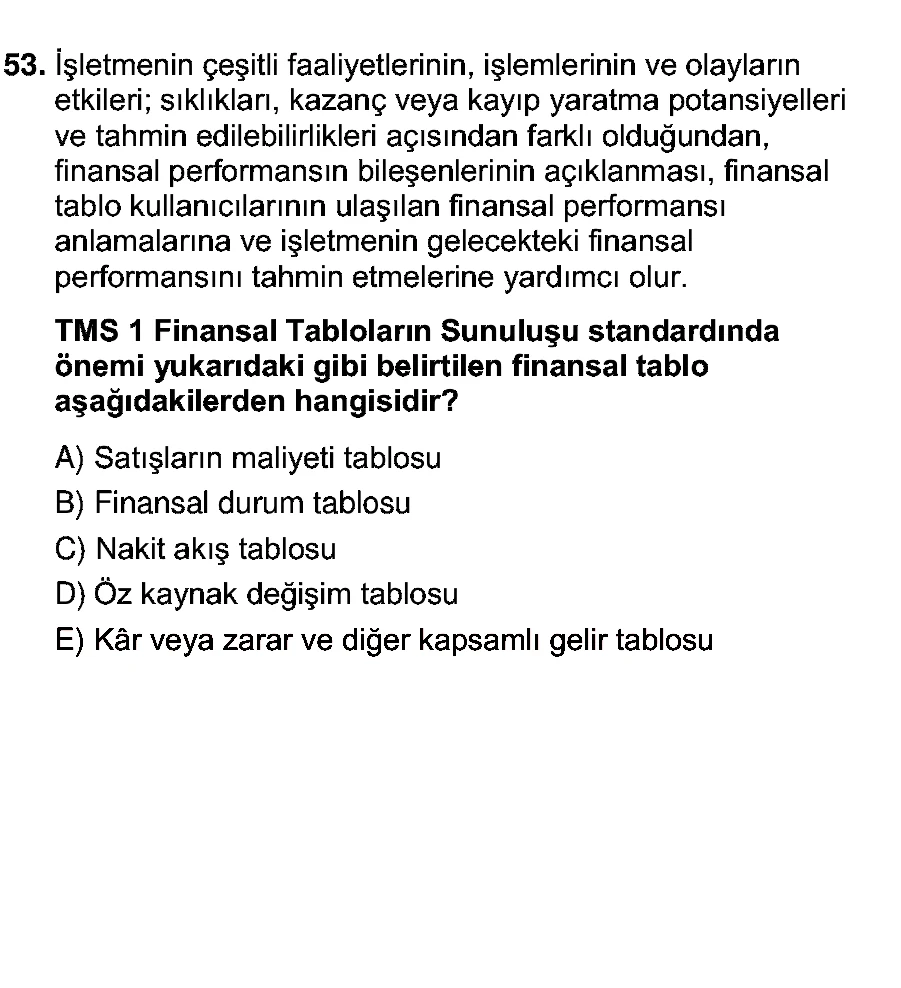 53. İşletmenin çeşitli faaliyetlerinin, işlemlerinin ve olayların
etkileri; sıklıkları, kazanç veya kayıp yaratma potansiyelleri
ve tahmin edilebilirlikleri açısından farklı olduğundan,
finansal performansın bileşenlerinin açıklanması, finansal
tablo kullanıcılarının ulaşılan finansal performansı
anlamalarına ve işletmenin gelecekteki finansal
performansını tahmin etmelerine yardımcı olur.
TMS 1 Finansal Tabloların Sunuluşu standardında
önemi yukarıdaki gibi belirtilen finansal tablo
aşağıdakilerden hangisidir?
A) Satışların maliyeti tablosu
B) Finansal durum tablosu
C) Nakit akış tablosu
D) Öz kaynak değişim tablosu
E) Kâr veya zarar ve diğer kapsamlı gelir tablosu